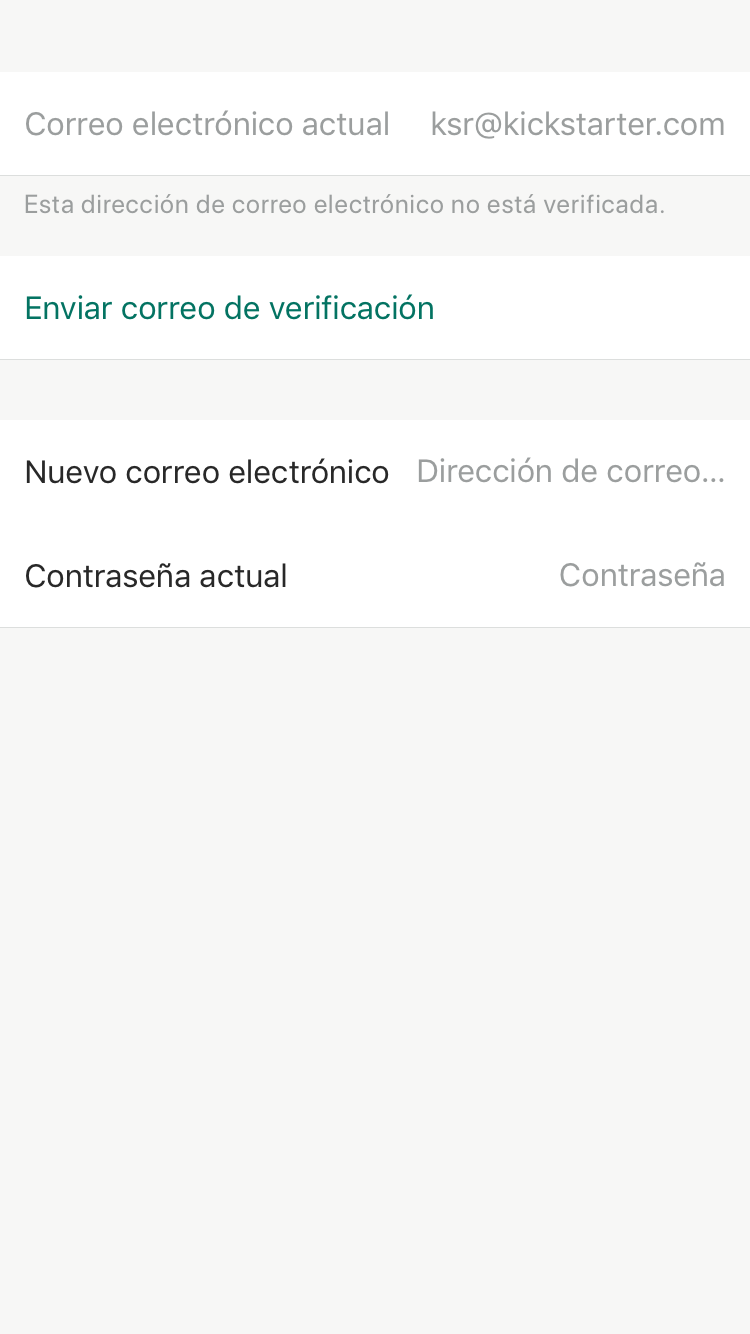 Correo electrónico actual ksr@kickstarter.com
Esta dirección de correo electrónico no está verificada.
Enviar correo de verificación
Nuevo correo electrónico Dirección de correo...
Contraseña actual Contraseña